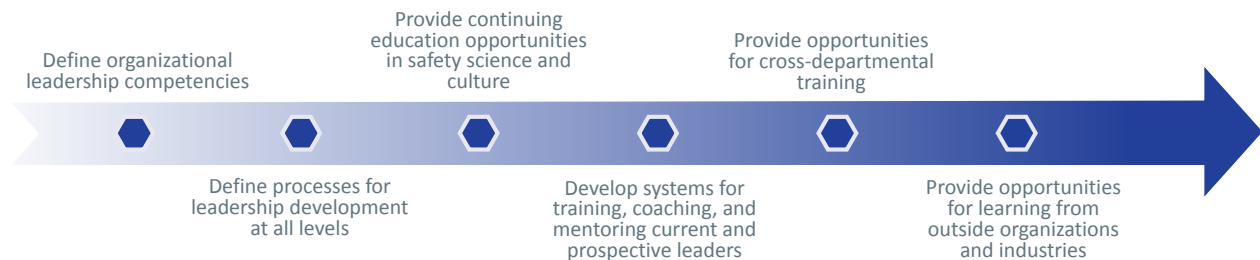 Define organizational
leadership competencies
Define processes for
leadership development
at all levels
Provide continuing
education opportunities
in safety science and
culture
Develop systems for
training, coaching, and
mentoring current and
prospective leaders
Provide opportunities
for cross-departmental
training
Provide opportunities
for learning from
outside organizations
and industries